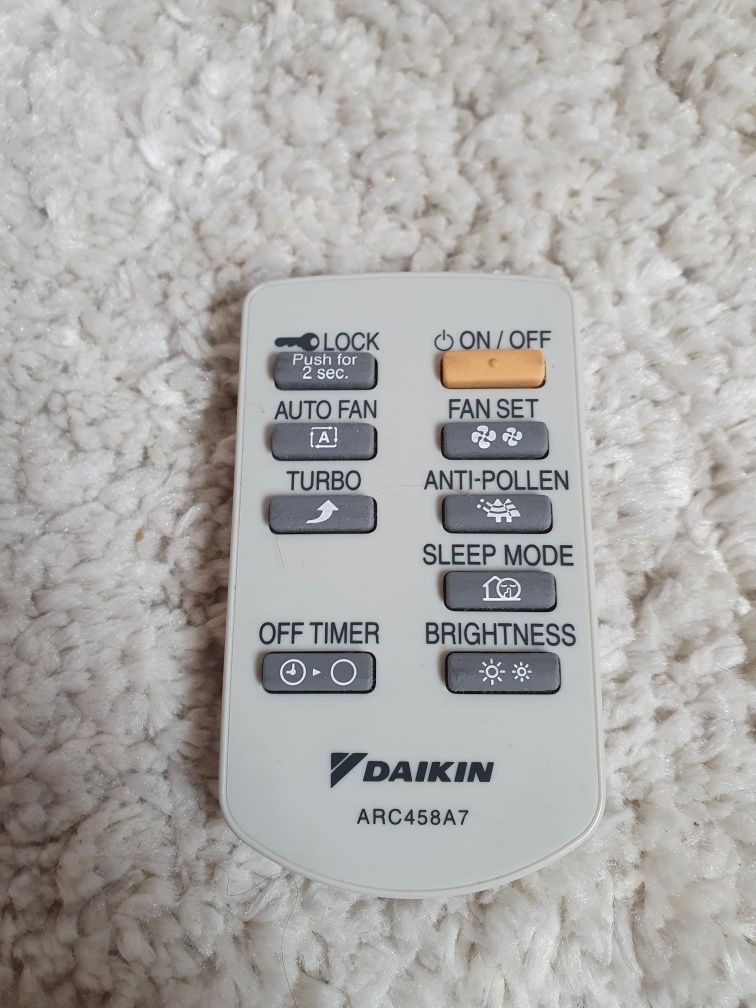 LOCK
Push for
2 sec.
ON / OFF
AUTO FAN
A
FAN SET
TURBO
ANTI-POLLEN
SLEEP MODE
OFF TIMER
BRIGHTNESS
DAIKIN
ARC458A7